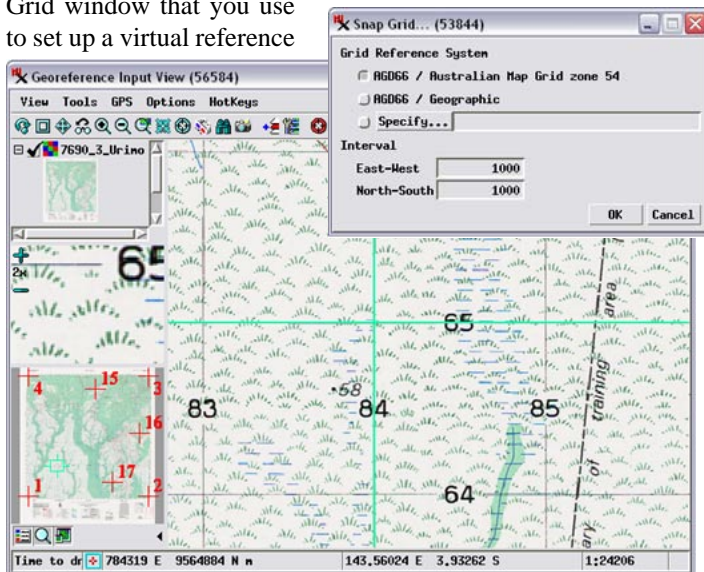 Grid window that you use
to set up a virtual reference
Snap Grid... (53844)
Grid Reference System
AGD66 / Australian Map Grid zone 54
AGD66 / Geographic
Specify...
Interval
East-West 1000
North-South 1000
OK Cancel
Georeference Input View (56584)
View Tools GPS Options HotKeys
7690_3_Urimo
2x
65
4 15 3
16
17
1 2
65
58
83 84 85
64
area
training
of
ary
Time to dr 784319 E 9564884 N m 143.56024 E 3.93262 S 1:24206